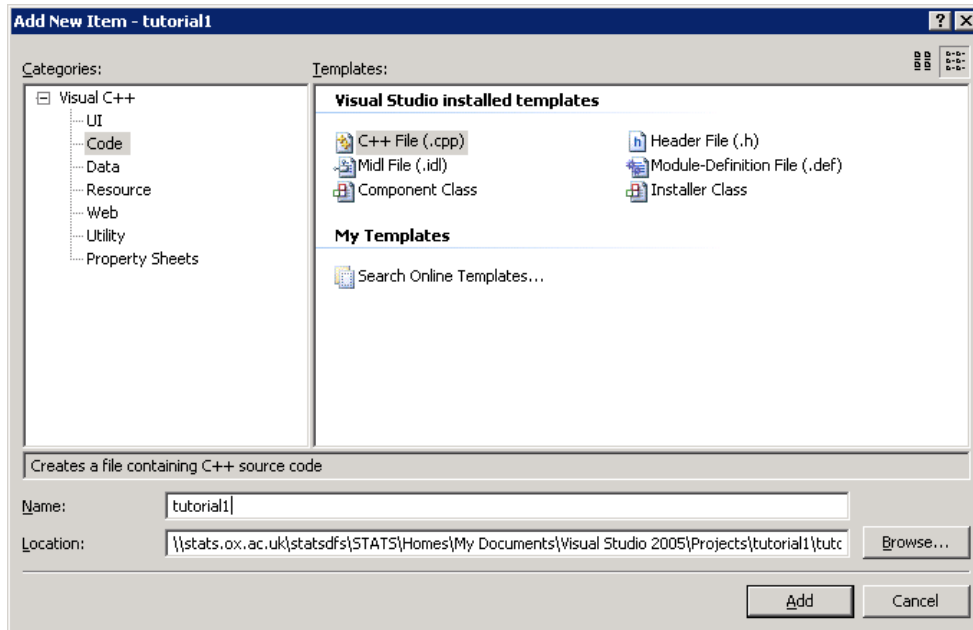 Add New Item - tutorial1
Categories:
Templates:
Visual C++
UI
Code
Data
Resource
Web
Utility
Property Sheets
Visual Studio installed templates
C++ File (.cpp)
Header File (.h)
Midl File (.idl)
Module-Definition File (.def)
Component Class
Installer Class
My Templates
Search Online Templates...
Creates a file containing C++ source code
Name:
tutorial1
Location:
\\stats.ox.ac.uk\statsdfs\STATS\Homes\My Documents\Visual Studio 2005\Projects\tutorial1\tutc
Browse...
Add
Cancel